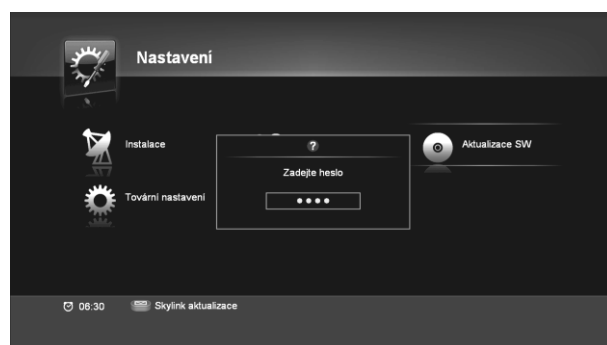 Nastavení
Instalace
?
Aktualizace SW
Zadejte heslo
••••
Tovární nastavení
06:30
Skylink aktualizace